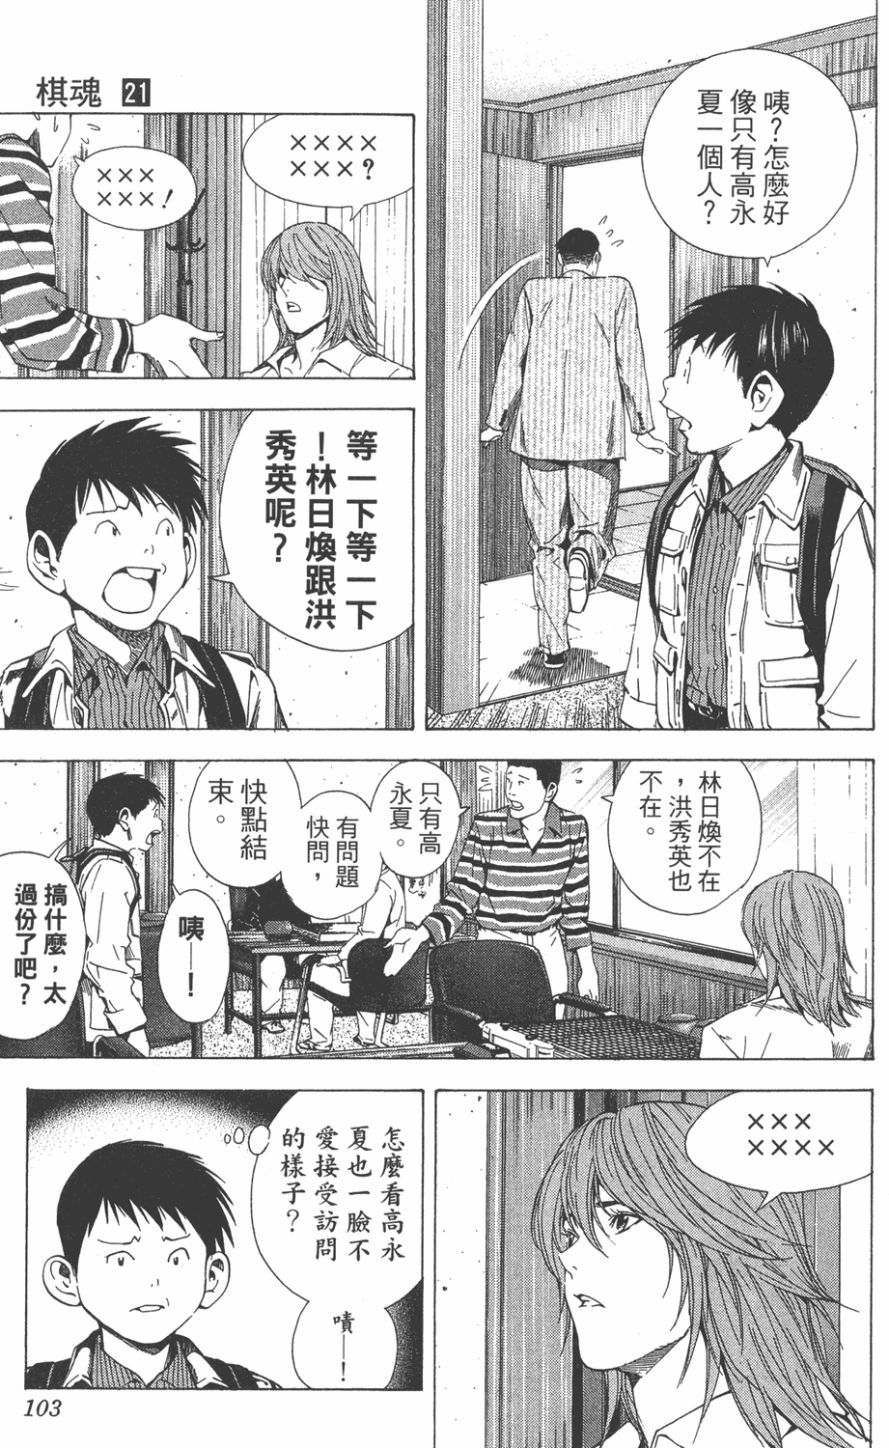 棋魂 21
咦?怎麼好
像只有高永
夏一個人?
××××
×××?
×××
×××!
等一下等一下
!林日煥跟洪
秀英呢?
林日煥不在
,洪秀英也
不在。
只有高
永夏。
有問題
快問,
快點結
束。
咦—!
搞什麼,太
過份了吧?
×××
××××
怎麼看高永
夏也一臉不
愛接受訪問
的樣子?
嘖—!
103